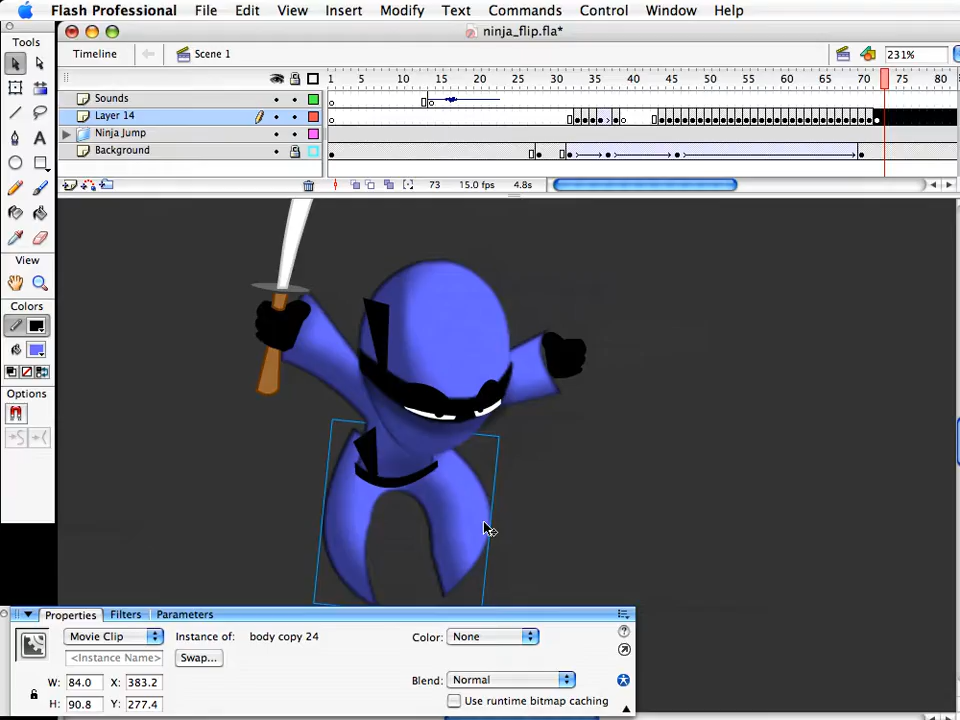 Flash Professional File Edit View Insert Modify Text Commands Control Window Help
Tools
ninja_flip.fla*
Timeline Scene 1 231%
1 5 10 15 20 25 30 35 40 45 50 55 60 65 70 75 80
Sounds
Layer 14
Ninja Jump
Background
73 15.0 fps 4.8s
View
Colors
Options
Properties Filters Parameters
Movie Clip Instance of: body copy 24 Color: None
<Instance Name> Swap...
W: 84.0 X: 383.2 Blend: Normal
H: 90.8 Y: 277.4 Use runtime bitmap caching